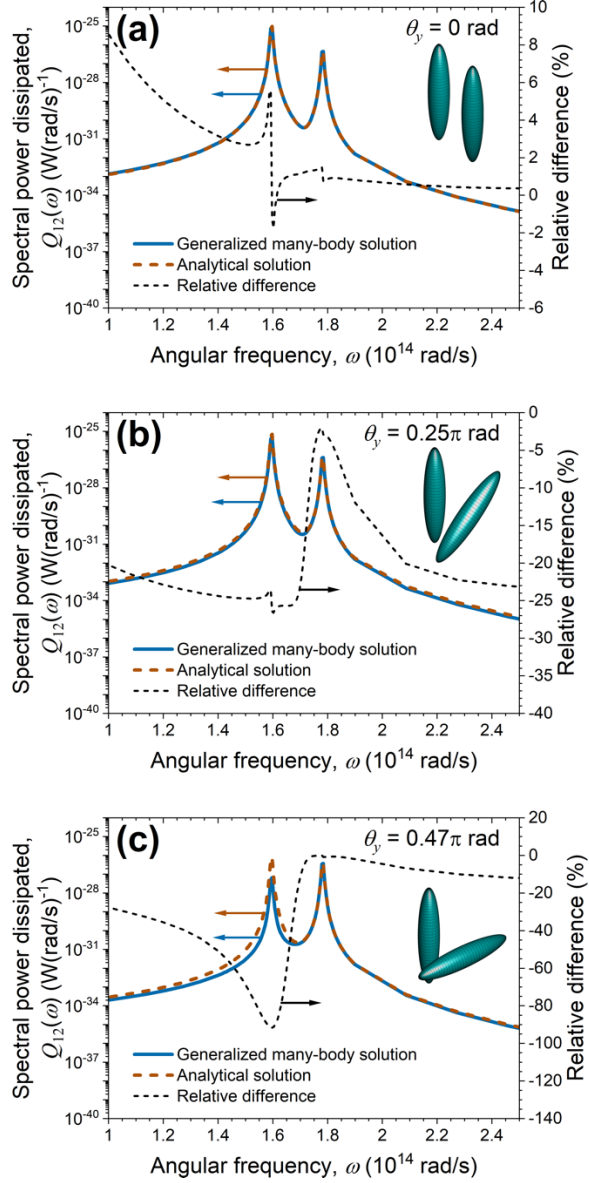 (a)
θy = 0 rad
Spectral power dissipated,
Q12(ω) (W(rad/s)-1)
10-25
10-28
10-31
10-34
10-37
10-40
10
8
6
4
2
0
-2
-4
-6
Relative difference (%)
Generalized many-body solution
Analytical solution
Relative difference
1 1.2 1.4 1.6 1.8 2 2.2 2.4
Angular frequency, ω (10^14 rad/s)
(b)
θy = 0.25π rad
Spectral power dissipated,
Q12(ω) (W(rad/s)-1)
10-25
10-28
10-31
10-34
10-37
10-40
0
-5
-10
-15
-20
-25
-30
-35
-40
Relative difference (%)
Generalized many-body solution
Analytical solution
Relative difference
1 1.2 1.4 1.6 1.8 2 2.2 2.4
Angular frequency, ω (10^14 rad/s)
(c)
θy = 0.47π rad
Spectral power dissipated,
Q12(ω) (W(rad/s)-1)
10-25
10-28
10-31
10-34
10-37
10-40
20
0
-20
-40
-60
-80
-100
-120
-140
Relative difference (%)
Generalized many-body solution
Analytical solution
Relative difference
1 1.2 1.4 1.6 1.8 2 2.2 2.4
Angular frequency, ω (10^14 rad/s)